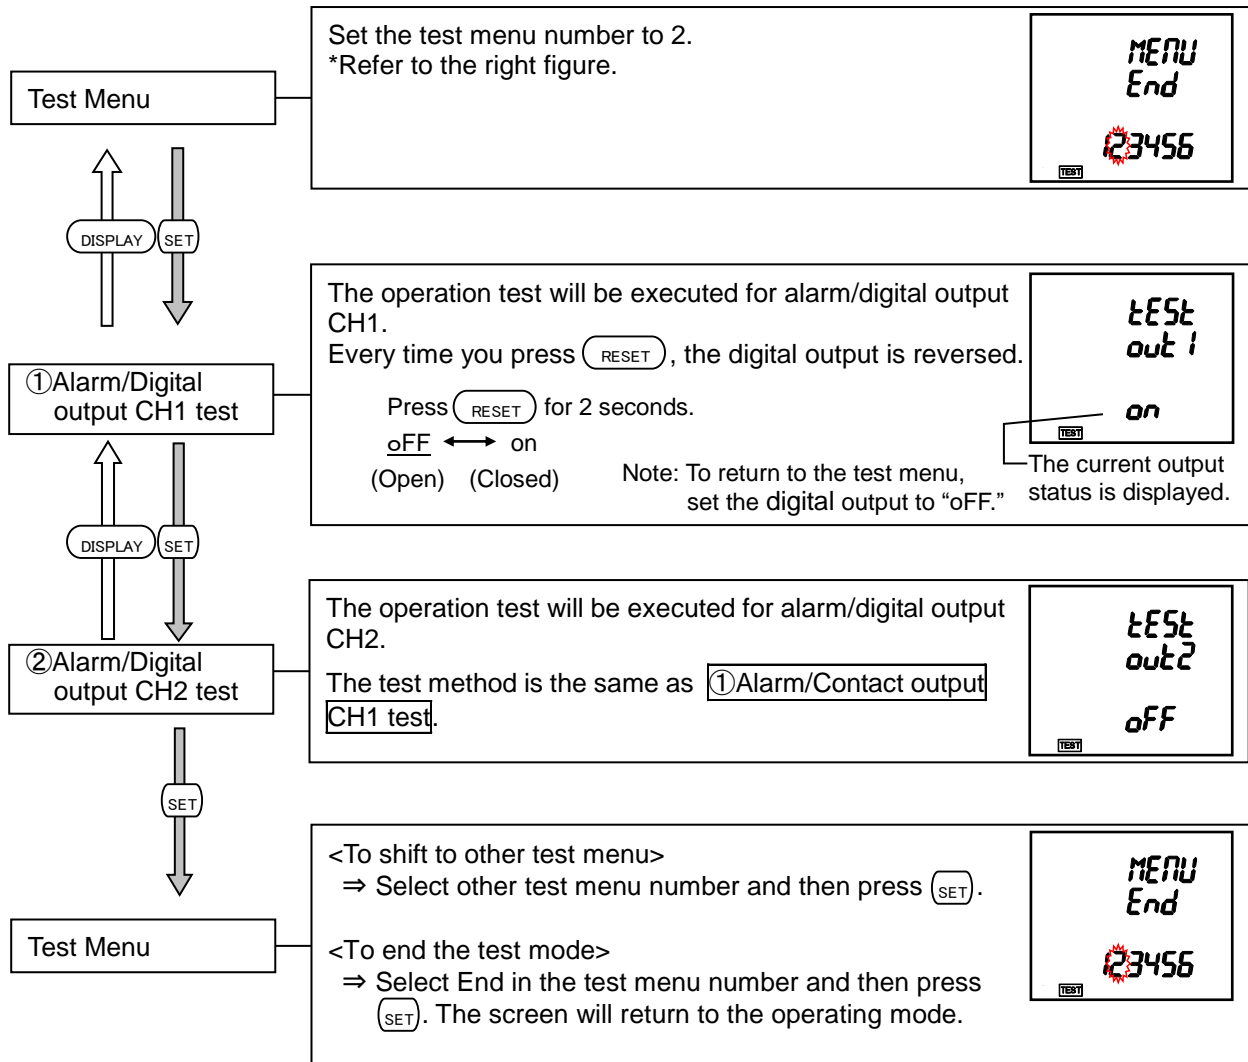 Test Menu
Set the test menu number to 2.
*Refer to the right figure.
MENU
End
123456
TEST
DISPLAY SET
①Alarm/Digital
output CH1 test
The operation test will be executed for alarm/digital output
CH1.
Every time you press RESET, the digital output is reversed.
Press RESET for 2 seconds.
oFF ←→ on
(Open) (Closed)
Note: To return to the test menu,
set the digital output to “oFF.”
tESt
out1
on
TEST
The current output
status is displayed.
DISPLAY SET
②Alarm/Digital
output CH2 test
The operation test will be executed for alarm/digital output
CH2.
The test method is the same as ①Alarm/Contact output
CH1 test.
tESt
out2
oFF
TEST
SET
Test Menu
<To shift to other test menu>
⇒ Select other test menu number and then press SET.
<To end the test mode>
⇒ Select End in the test menu number and then press
SET. The screen will return to the operating mode.
MENU
End
123456
TEST